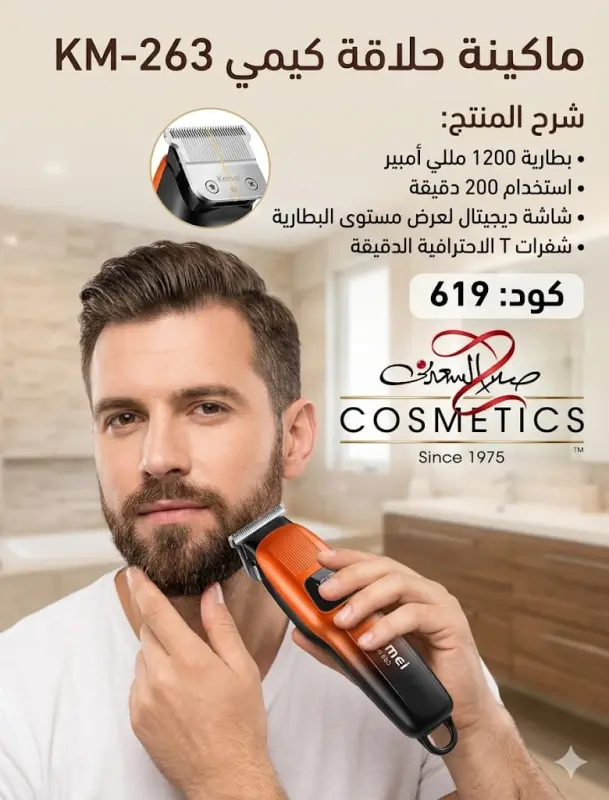 ماكينة حلاقة كيمي KM-263
شرح المنتج:
• بطارية 1200 مللي أمبير
• استخدام 200 دقيقة
• شاشة ديجيتال لعرض مستوى البطارية
• شفرات T الاحترافية الدقيقة
كود: 619
COSMETICS
TM
Since 1975
Kemei
mei